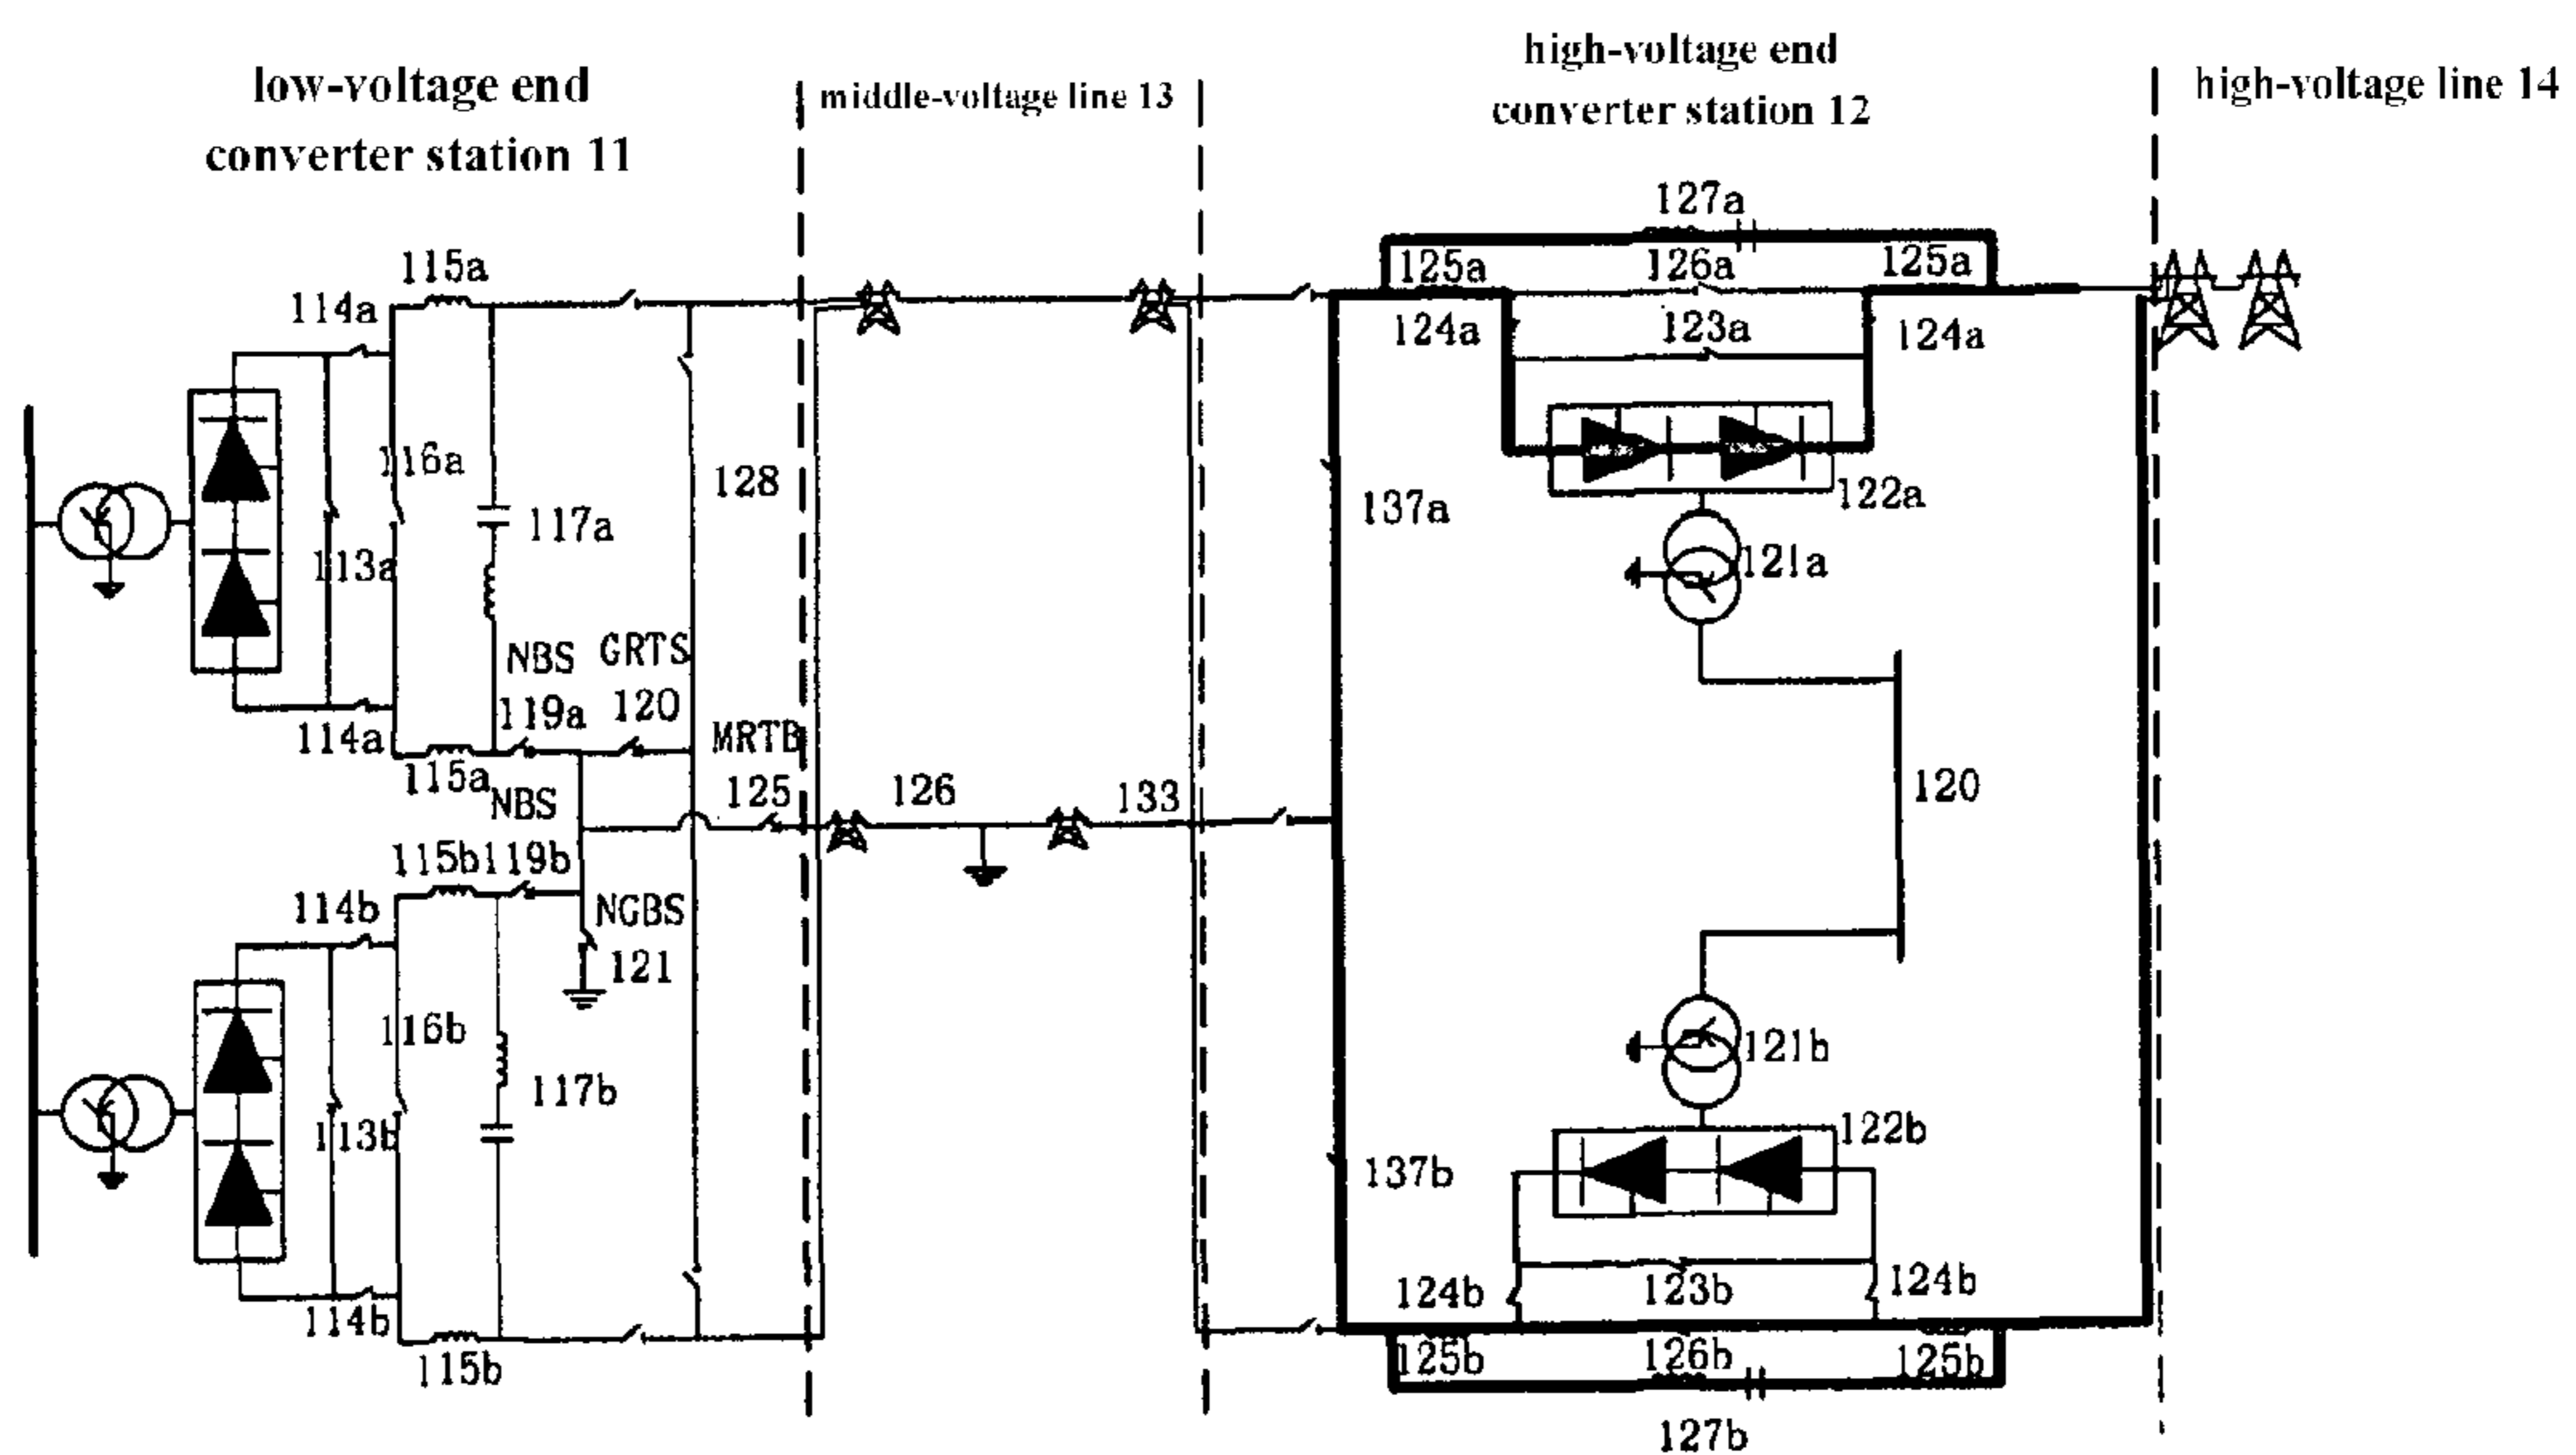 low-voltage end
converter station 11
middle-voltage line 13
high-voltage end
converter station 12
high-voltage line 14
127a
115a
125a
126a
125a
114a
124a
123a
124a
116a
128
137a
122a
117a
113a
121a
NBS
GRTS
119a
120
114a
MRTB
115a
NBS
125
126
133
120
115b
119b
114b
NGBS
121
116b
121b
117b
113b
122b
137b
124b
123b
124b
114b
115b
125b
126b
125b
127b